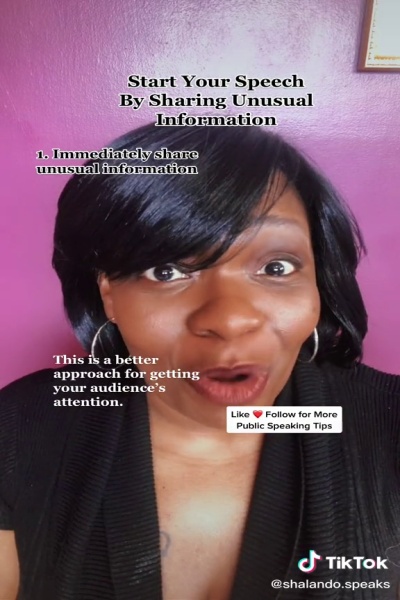 Start Your Speech
By Sharing Unusual
Information
1. Immediately share
unusual information
This is a better
approach for getting
your audience's
attention.
Like ❤️ Follow for More
Public Speaking Tips
TikTok
@shalando.speaks